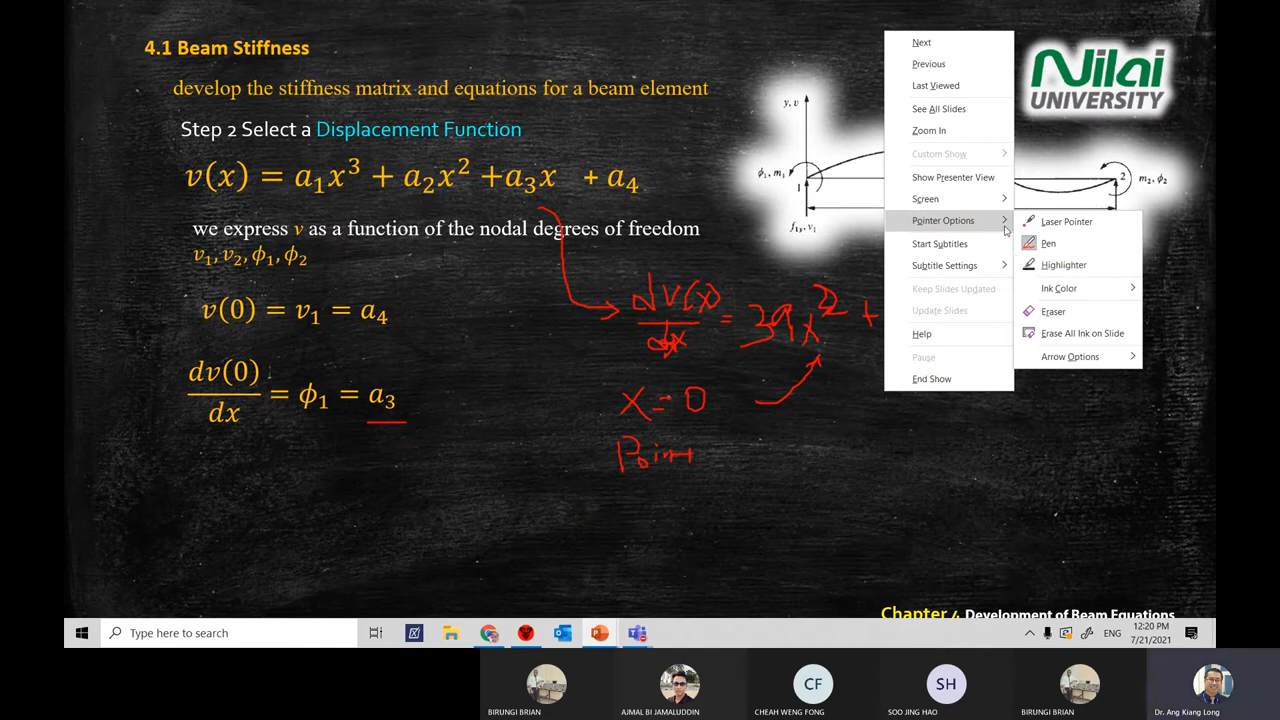 4.1 Beam Stiffness
develop the stiffness matrix and equations for a beam element
Step 2 Select a Displacement Function
v(x) = a₁x³ + a₂x² +a₃x + a₄
we express v as a function of the nodal degrees of freedom
v₁, v₂, ϕ₁, ϕ₂
v(0) = v₁ = a₄
dv(0)/dx = ϕ₁ = a₃
dv(x)/dx = 3a x² +
x = 0
Point
y, v
ϕ₁, m₁
1
f₁y, v₁
2
m₂, ϕ₂
Nilai
UNIVERSITY
Next
Previous
Last Viewed
See All Slides
Zoom In
Custom Show
Show Presenter View
Screen
Pointer Options
Start Subtitles
Subtitle Settings
Keep Slides Updated
Update Slides
Help
Pause
End Show
Laser Pointer
Pen
Highlighter
Ink Color
Eraser
Erase All Ink on Slide
Arrow Options
Chapter 4 Development of Beam Equations
Type here to search
ENG
12:20 PM
7/21/2021
CF
SH
BIRUNGI BRIAN
AJMAL BI JAMALUDDIN
CHEAH WENG FONG
SOO JING HAO
BIRUNGI BRIAN
Dr. Ang Kiang Long